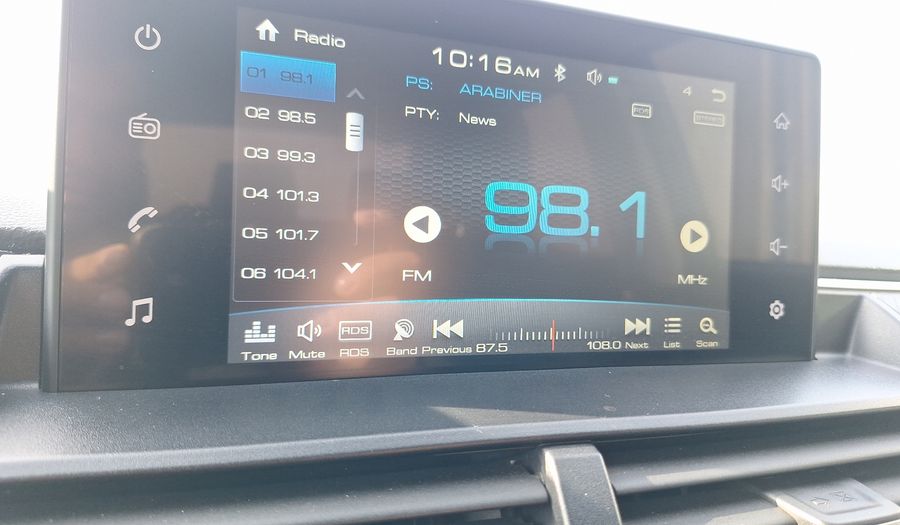 Radio
10:16AM
4
PS: ARABINER
PTY: News
RDS
STEREO
01 98.1
02 98.5
03 99.3
04 101.3
05 101.7
06 104.1
98.1
FM
MHz
RDS
87.5
108.0
Tone Mute RDS Band Previous Next List Scan